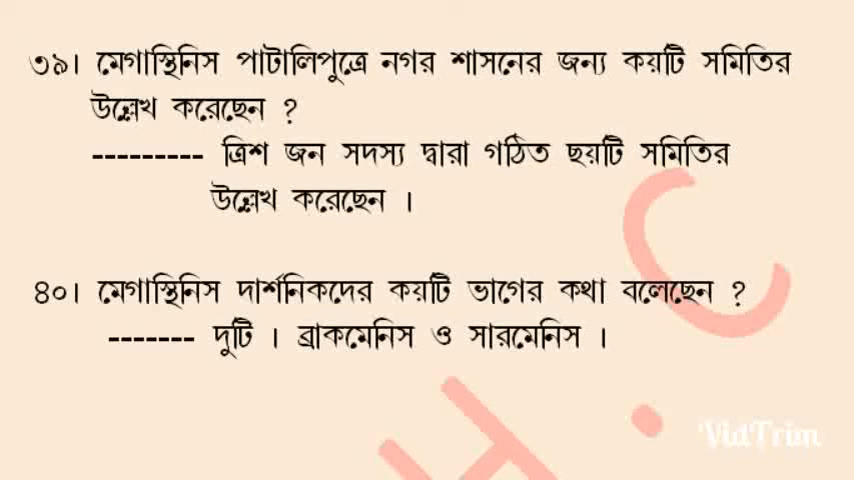 ৩৯। মেগাস্থিনিস পাটালিপুত্রে নগর শাসনের জন্য কয়টি সমিতির
উল্লেখ করেছেন ?
--------- ত্রিশ জন সদস্য দ্বারা গঠিত ছয়টি সমিতির
উল্লেখ করেছেন ।
৪০। মেগাস্থিনিস দার্শনিকদের কয়টি ভাগের কথা বলেছেন ?
------- দুটি । ব্রাকমেনিস ও সারমেনিস ।
H.C
VidTrim